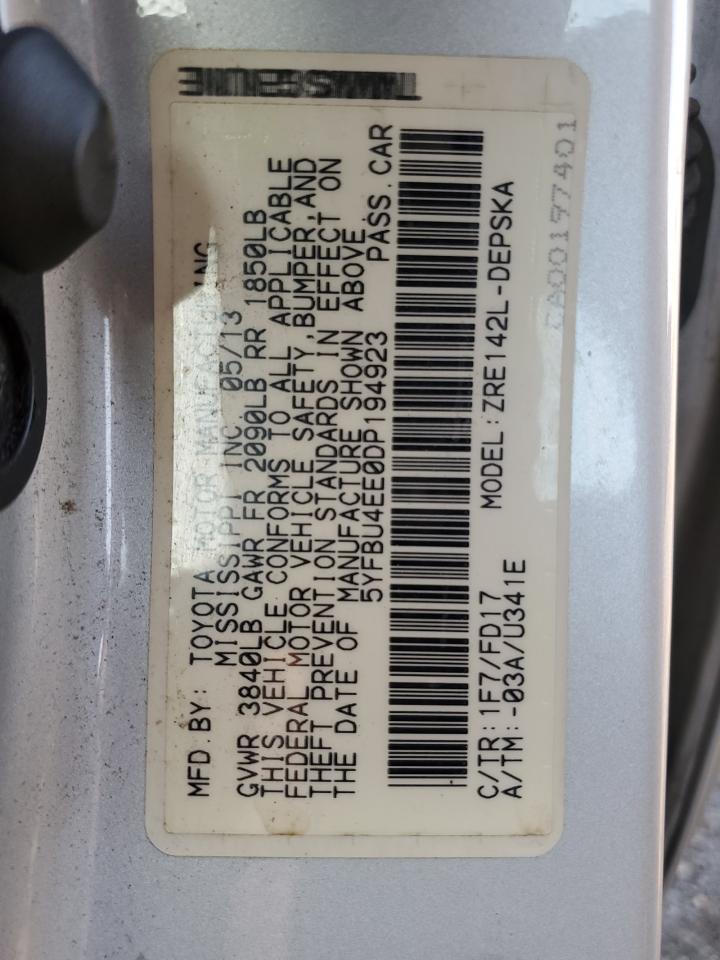 MFD.BY: TOYOTA MOTOR MANUFACTURING
MISSISSIPPI INC. 05/13
GVWR 3840LB GAWR FR 2090LB RR 1850LB
THIS VEHICLE CONFORMS TO ALL APPLICABLE
FEDERAL MOTOR VEHICLE SAFETY, BUMPER, AND
THEFT PREVENTION STANDARDS IN EFFECT ON
THE DATE OF MANUFACTURE SHOWN ABOVE.
5YFBU4EE0DP194923 PASS.CAR
C/TR:1F7/FD17 MODEL:ZRE142L-DEPSKA
A/TM:-03A/U341E
CA00197401